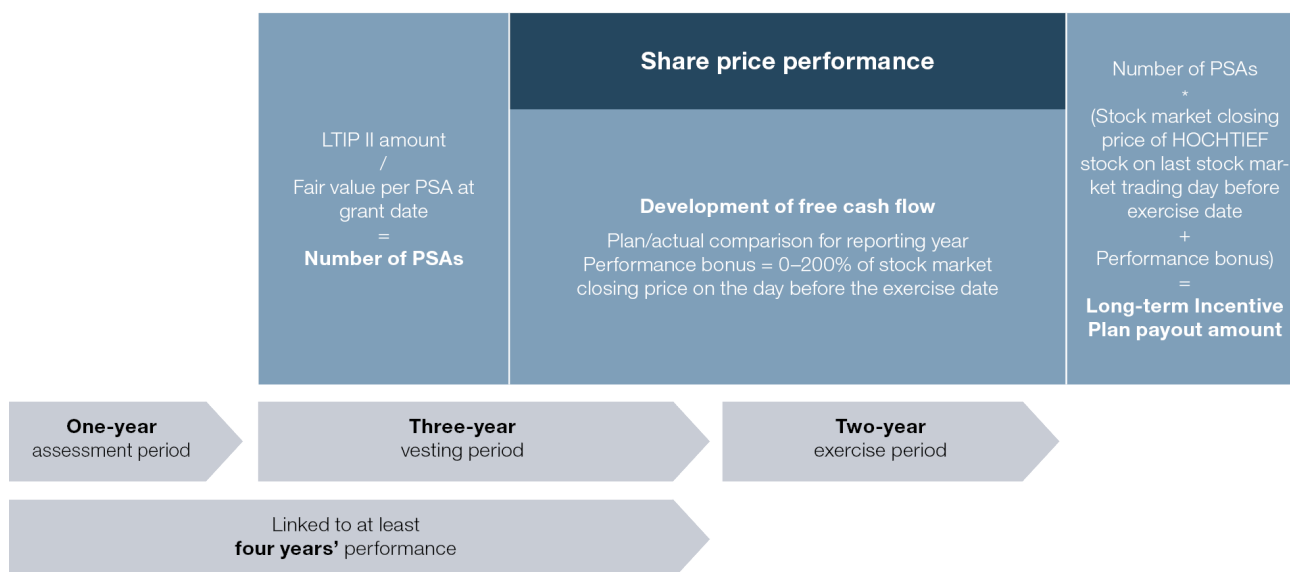 LTIP II amount
/
Fair value per PSA at
grant date
=
Number of PSAs
Share price performance
Development of free cash flow
Plan/actual comparison for reporting year
Performance bonus = 0–200% of stock market
closing price on the day before the exercise date
Number of PSAs
*
(Stock market closing
price of HOCHTIEF
stock on last stock mar-
ket trading day before
exercise date
+
Performance bonus)
=
Long-term Incentive
Plan payout amount
One-year
assessment period
Three-year
vesting period
Two-year
exercise period
Linked to at least
four years’ performance